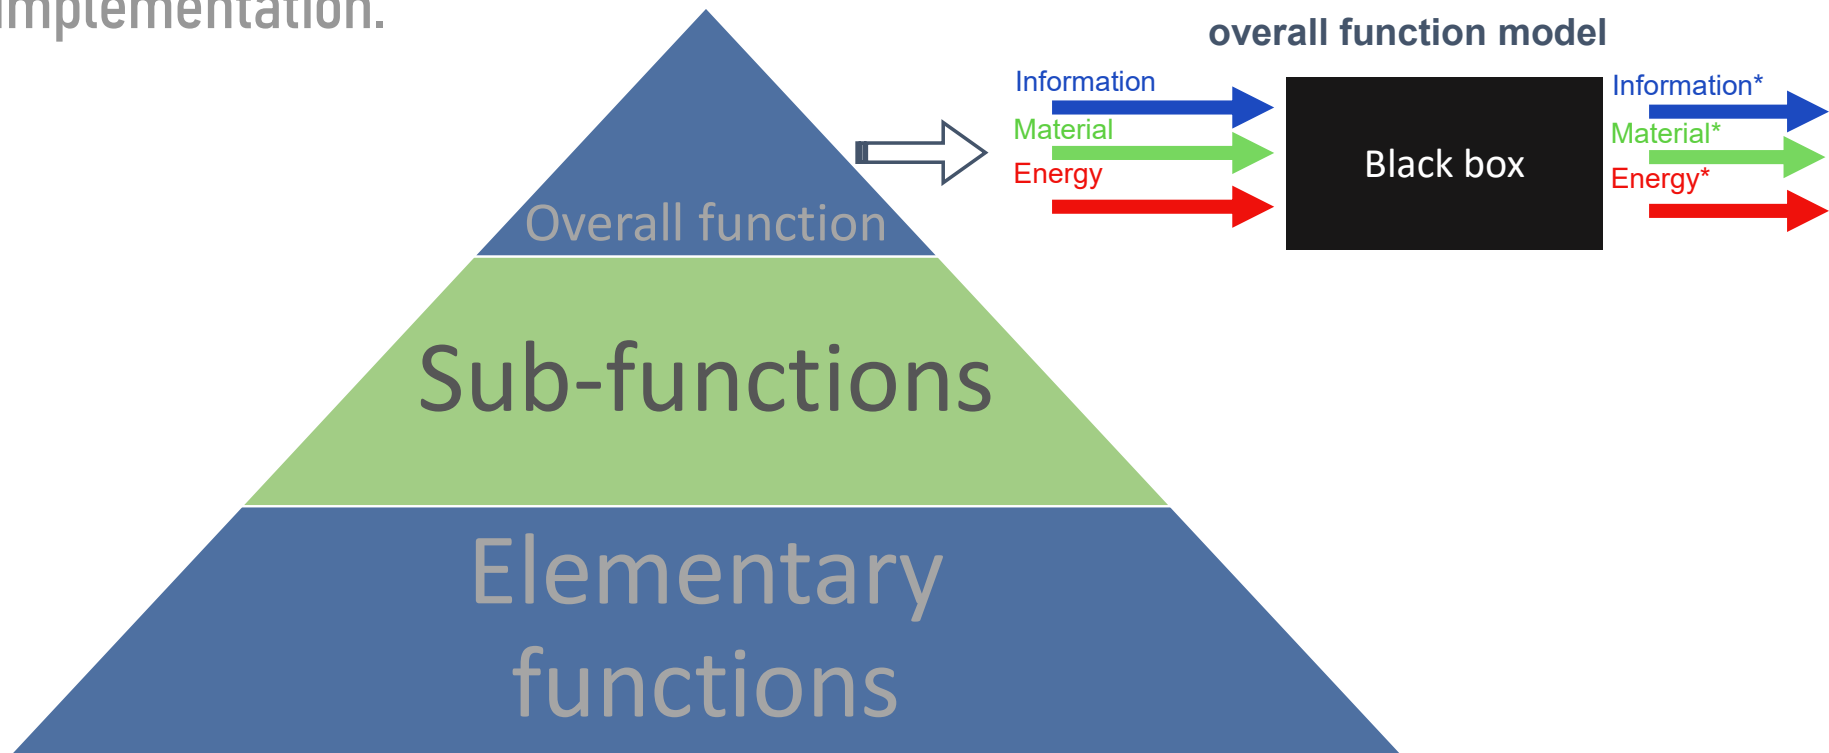 implementation.
overall function model
Information
Material
Energy
Black box
Information*
Material*
Energy*
Overall function
Sub-functions
Elementary
functions